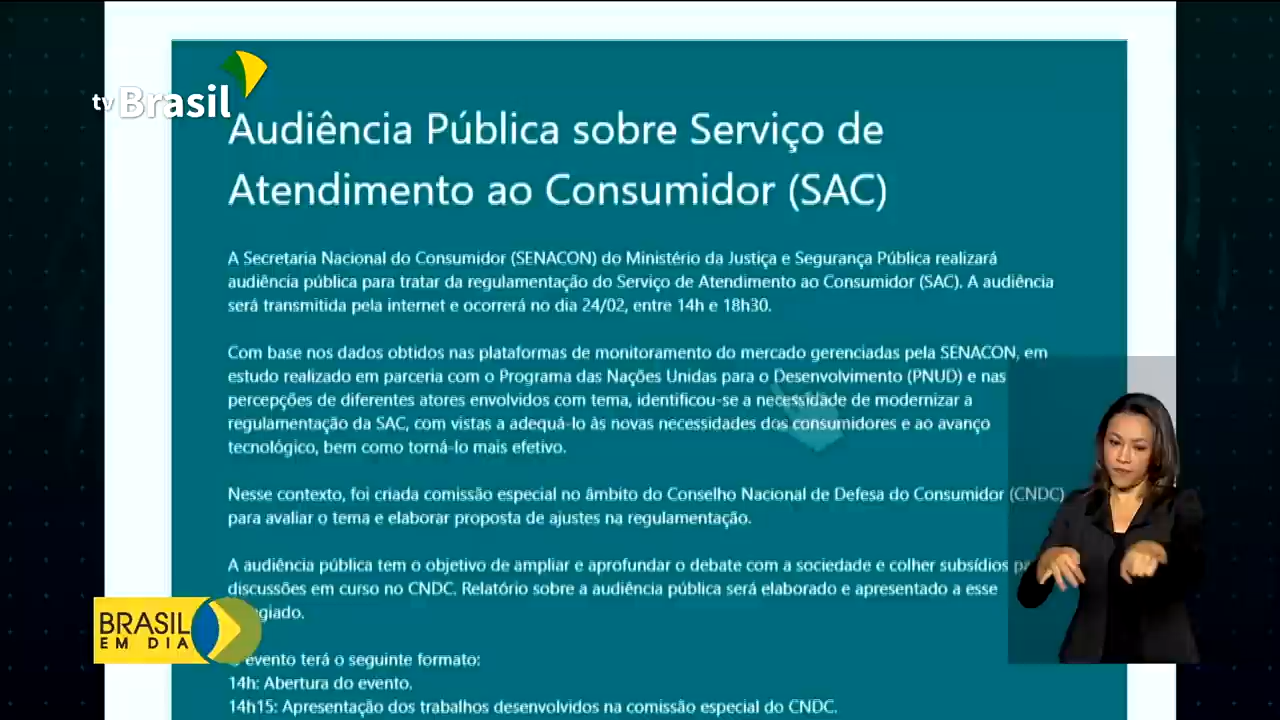 tv Brasil
Audiência Pública sobre Serviço de
Atendimento ao Consumidor (SAC)
A Secretaria Nacional do Consumidor (SENACON) do Ministério da Justiça e Segurança Pública realizará
audiência pública para tratar da regulamentação do Serviço de Atendimento ao Consumidor (SAC). A audiência
será transmitida pela internet e ocorrerá no dia 24/02, entre 14h e 18h30.
Com base nos dados obtidos nas plataformas de monitoramento do mercado gerenciadas pela SENACON, em
estudo realizado em parceria com o Programa das Nações Unidas para o Desenvolvimento (PNUD) e nas
percepções de diferentes atores envolvidos com tema, identificou-se a necessidade de modernizar a
regulamentação da SAC, com vistas a adequá-lo às novas necessidades dos consumidores e ao avanço
tecnológico, bem como torná-lo mais efetivo.
Nesse contexto, foi criada comissão especial no âmbito do Conselho Nacional de Defesa do Consumidor (CNDC)
para avaliar o tema e elaborar proposta de ajustes na regulamentação.
A audiência pública tem o objetivo de ampliar e aprofundar o debate com a sociedade e colher subsídios
discussões em curso no CNDC. Relatório sobre a audiência pública será elaborado e apresentado a esse
evento terá o seguinte formato:
14h: Abertura do evento.
14h15: Apresentação dos trabalhos desenvolvidos na comissão especial do CNDC.
BRASIL
EM DIA